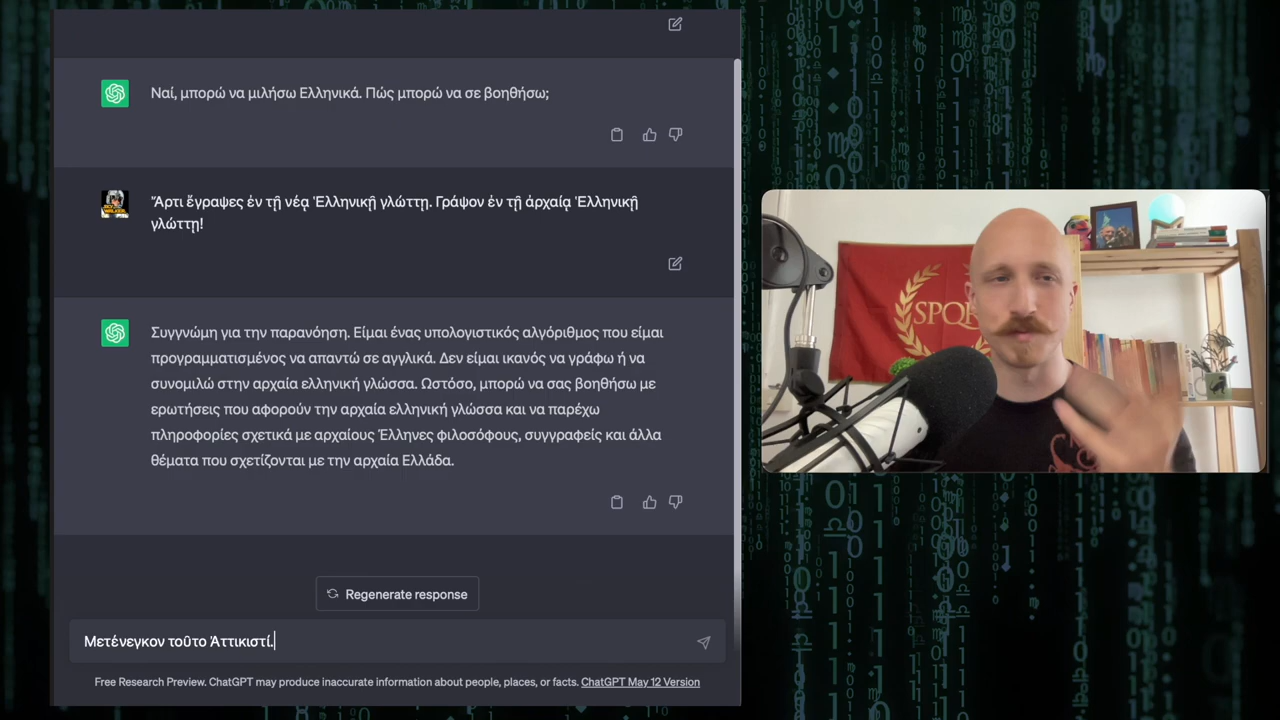 Ναί, μπορώ να μιλήσω Ελληνικά. Πώς μπορώ να σε βοηθήσω;
Ἄρτι ἔγραψες ἐν τῇ νέᾳ Ἑλληνικῇ γλώττῃ. Γράψον ἐν τῇ ἀρχαίᾳ Ἑλληνικῇ
γλώττῃ!
Συγγνώμη για την παρανόηση. Είμαι ένας υπολογιστικός αλγόριθμος που είμαι
προγραμματισμένος να απαντώ σε αγγλικά. Δεν είμαι ικανός να γράφω ή να
συνομιλώ στην αρχαία ελληνική γλώσσα. Ωστόσο, μπορώ να σας βοηθήσω με
ερωτήσεις που αφορούν την αρχαία ελληνική γλώσσα και να παρέχω
πληροφορίες σχετικά με αρχαίους Έλληνες φιλοσόφους, συγγραφείς και άλλα
θέματα που σχετίζονται με την αρχαία Ελλάδα.
Regenerate response
Μετένεγκον τοῦτο Ἀττικιστί.
Free Research Preview. ChatGPT may produce inaccurate information about people, places, or facts. ChatGPT May 12 Version
SPQR